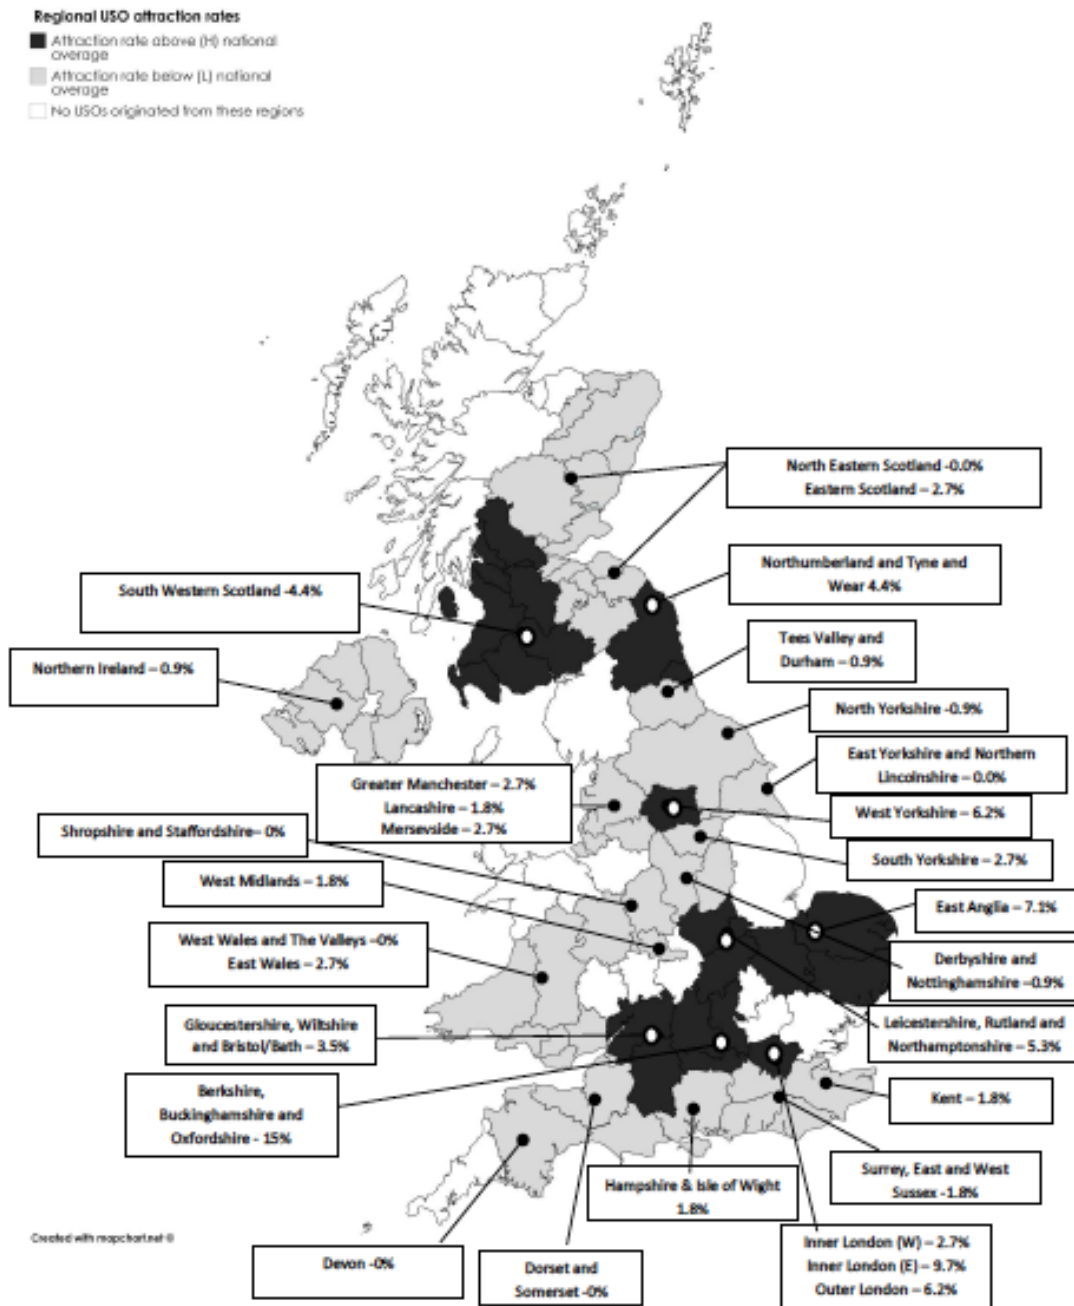 Regional USO attraction rates
Attraction rate above (H) national
average
Attraction rate below (L) national
average
No USOs originated from these regions
North Eastern Scotland -0.0%
Eastern Scotland – 2.7%
Northumberland and Tyne and
Wear 4.4%
South Western Scotland -4.4%
Tees Valley and
Durham – 0.9%
Northern Ireland – 0.9%
North Yorkshire -0.9%
East Yorkshire and Northern
Lincolnshire – 0.0%
Greater Manchester – 2.7%
Lancashire – 1.8%
Merseyside – 2.7%
West Yorkshire – 6.2%
Shropshire and Staffordshire– 0%
South Yorkshire – 2.7%
West Midlands – 1.8%
East Anglia – 7.1%
West Wales and The Valleys –0%
East Wales – 2.7%
Derbyshire and
Nottinghamshire –0.9%
Gloucestershire, Wiltshire
and Bristol/Bath – 3.5%
Leicestershire, Rutland and
Northamptonshire – 5.3%
Berkshire,
Buckinghamshire and
Oxfordshire - 15%
Kent – 1.8%
Surrey, East and West
Sussex -1.8%
Hampshire & Isle of Wight
1.8%
Inner London (W) – 2.7%
Inner London (E) – 9.7%
Outer London – 6.2%
Devon -0%
Dorset and
Somerset -0%
Created with mapchart.net ©